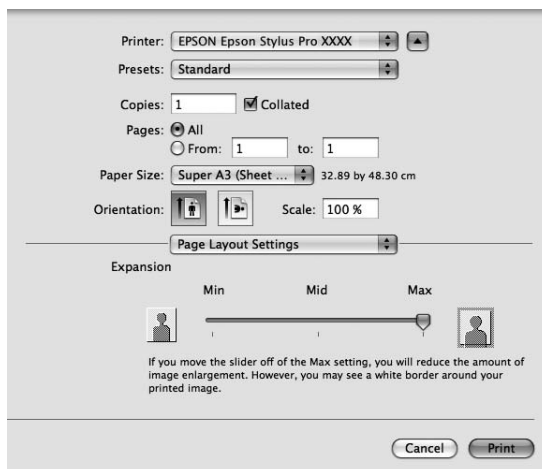 Printer: EPSON Epson Stylus Pro XXXX
Presets: Standard
Copies: 1 Collated
Pages: All
From: 1 to: 1
Paper Size: Super A3 (Sheet ... 32.89 by 48.30 cm
Orientation: Scale: 100 %
Page Layout Settings
Expansion
Min Mid Max
If you move the slider off of the Max setting, you will reduce the amount of
image enlargement. However, you may see a white border around your
printed image.
Cancel Print